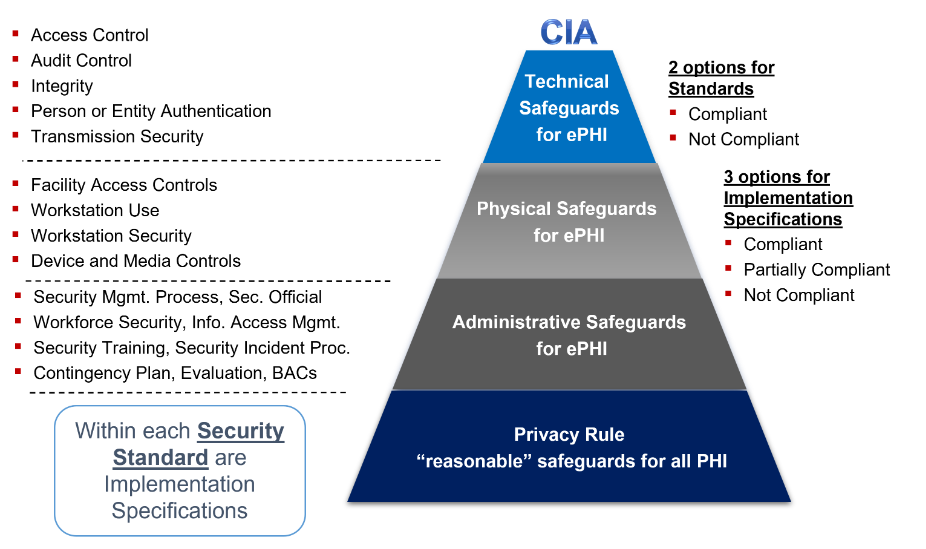 CIA
Access Control
Audit Control
Integrity
Person or Entity Authentication
Transmission Security
Technical
Safeguards
for ePHI
2 options for
Standards
Compliant
Not Compliant
Facility Access Controls
Workstation Use
Workstation Security
Device and Media Controls
Physical Safeguards
for ePHI
3 options for
Implementation
Specifications
Compliant
Partially Compliant
Not Compliant
Security Mgmt. Process, Sec. Official
Workforce Security, Info. Access Mgmt.
Security Training, Security Incident Proc.
Contingency Plan, Evaluation, BACs
Administrative Safeguards
for ePHI
Within each Security
Standard are
Implementation
Specifications
Privacy Rule
“reasonable” safeguards for all PHI